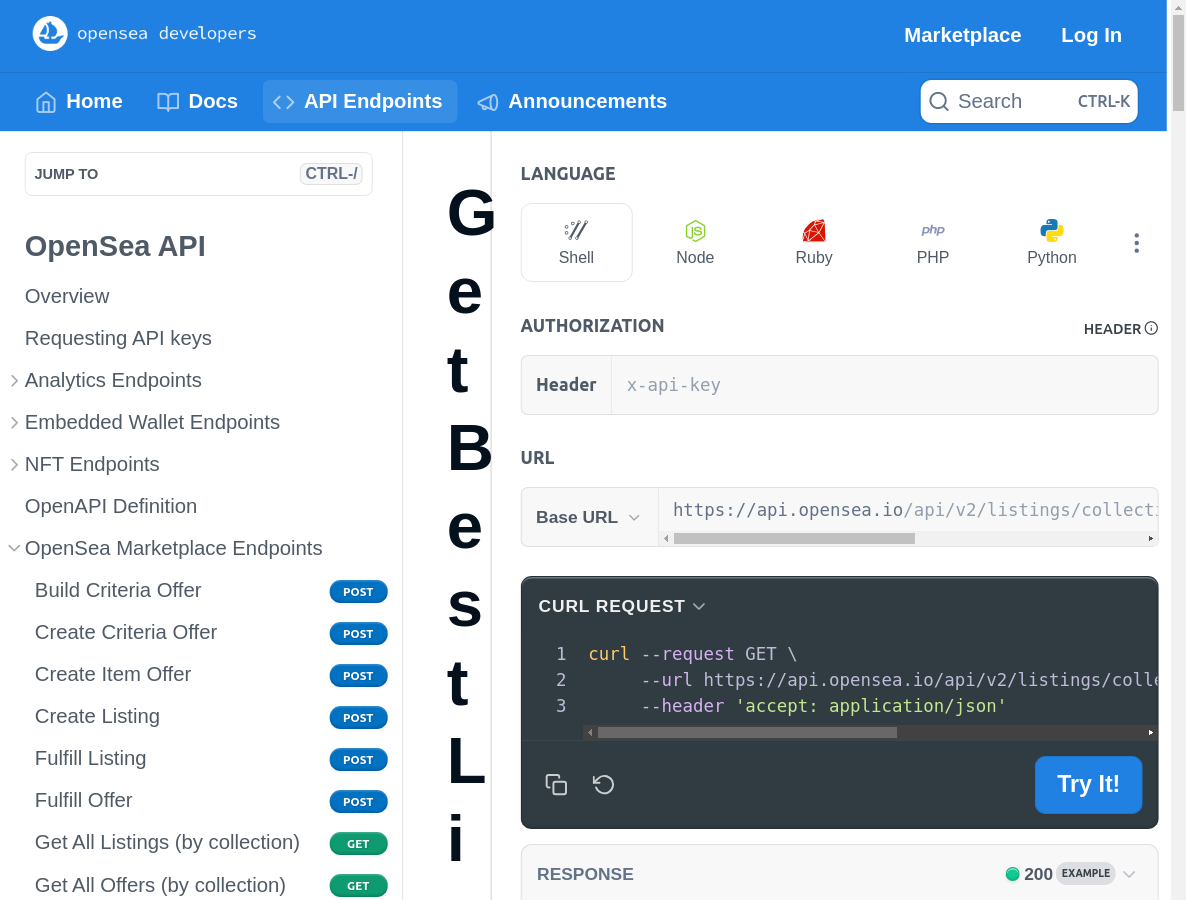 opensea developers
Marketplace
Log In
Home
Docs
API Endpoints
Announcements
Search
CTRL-K
JUMP TO
CTRL-/
OpenSea API
Overview
Requesting API keys
Analytics Endpoints
Embedded Wallet Endpoints
NFT Endpoints
OpenAPI Definition
OpenSea Marketplace Endpoints
Build Criteria Offer POST
Create Criteria Offer POST
Create Item Offer POST
Create Listing POST
Fulfill Listing POST
Fulfill Offer POST
Get All Listings (by collection) GET
Get All Offers (by collection) GET
G
e
t
B
e
s
t
L
i
LANGUAGE
Shell
Node
php
Ruby
PHP
Python
AUTHORIZATION
HEADER
Header
x-api-key
URL
Base URL
https://api.opensea.io/api/v2/listings/collecti
CURL REQUEST
1 curl --request GET \
2 --url https://api.opensea.io/api/v2/listings/colle
3 --header 'accept: application/json'
Try It!
RESPONSE
200
EXAMPLE